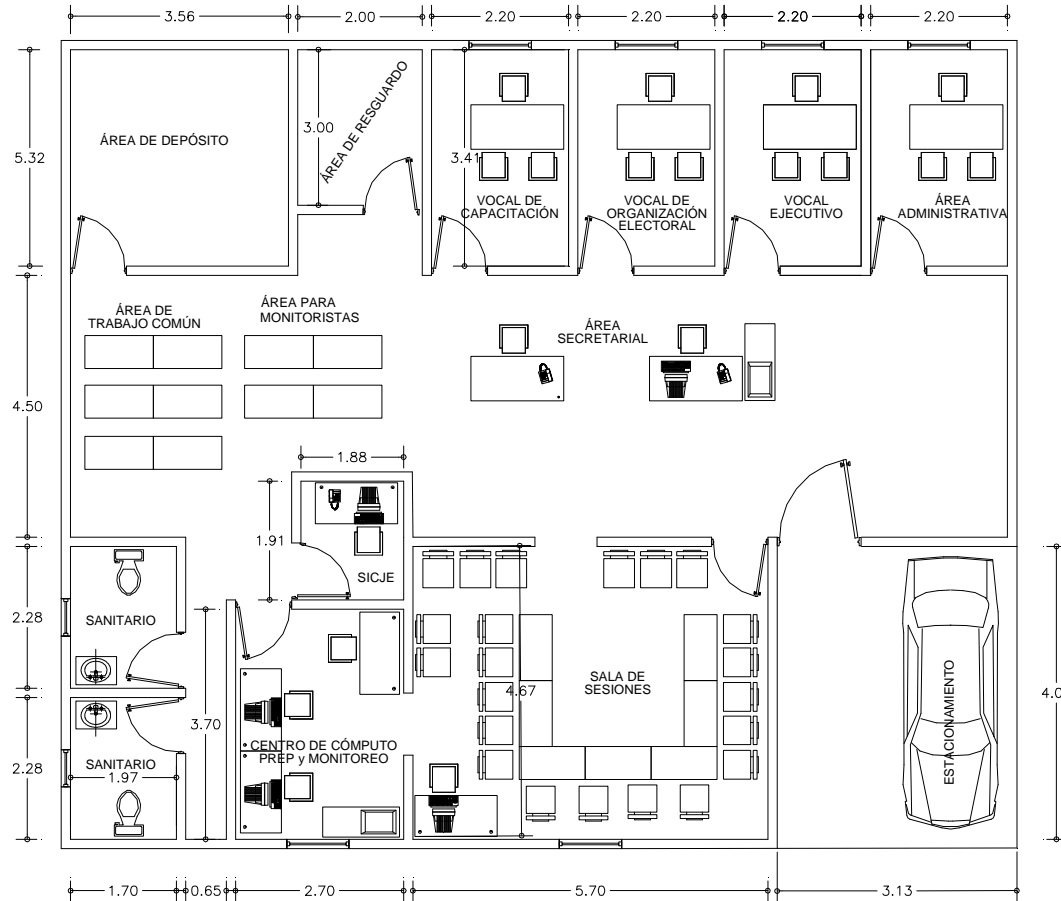 3.56
2.00
2.20
2.20
2.20
2.20
5.32
ÁREA DE DEPÓSITO
3.00
ÁREA DE RESGUARDO
3.41
VOCAL DE
CAPACITACIÓN
VOCAL DE
ORGANIZACIÓN
ELECTORAL
VOCAL
EJECUTIVO
ÁREA
ADMINISTRATIVA
4.50
ÁREA DE
TRABAJO COMÚN
ÁREA PARA
MONITORISTAS
ÁREA
SECRETARIAL
1.88
1.91
SICJE
2.28
SANITARIO
SALA DE
SESIONES
4.67
ESTACIONAMIENTO
4.0
3.70
CENTRO DE CÓMPUTO
PREP y MONITOREO
2.28
SANITARIO
1.97
1.70
0.65
2.70
5.70
3.13